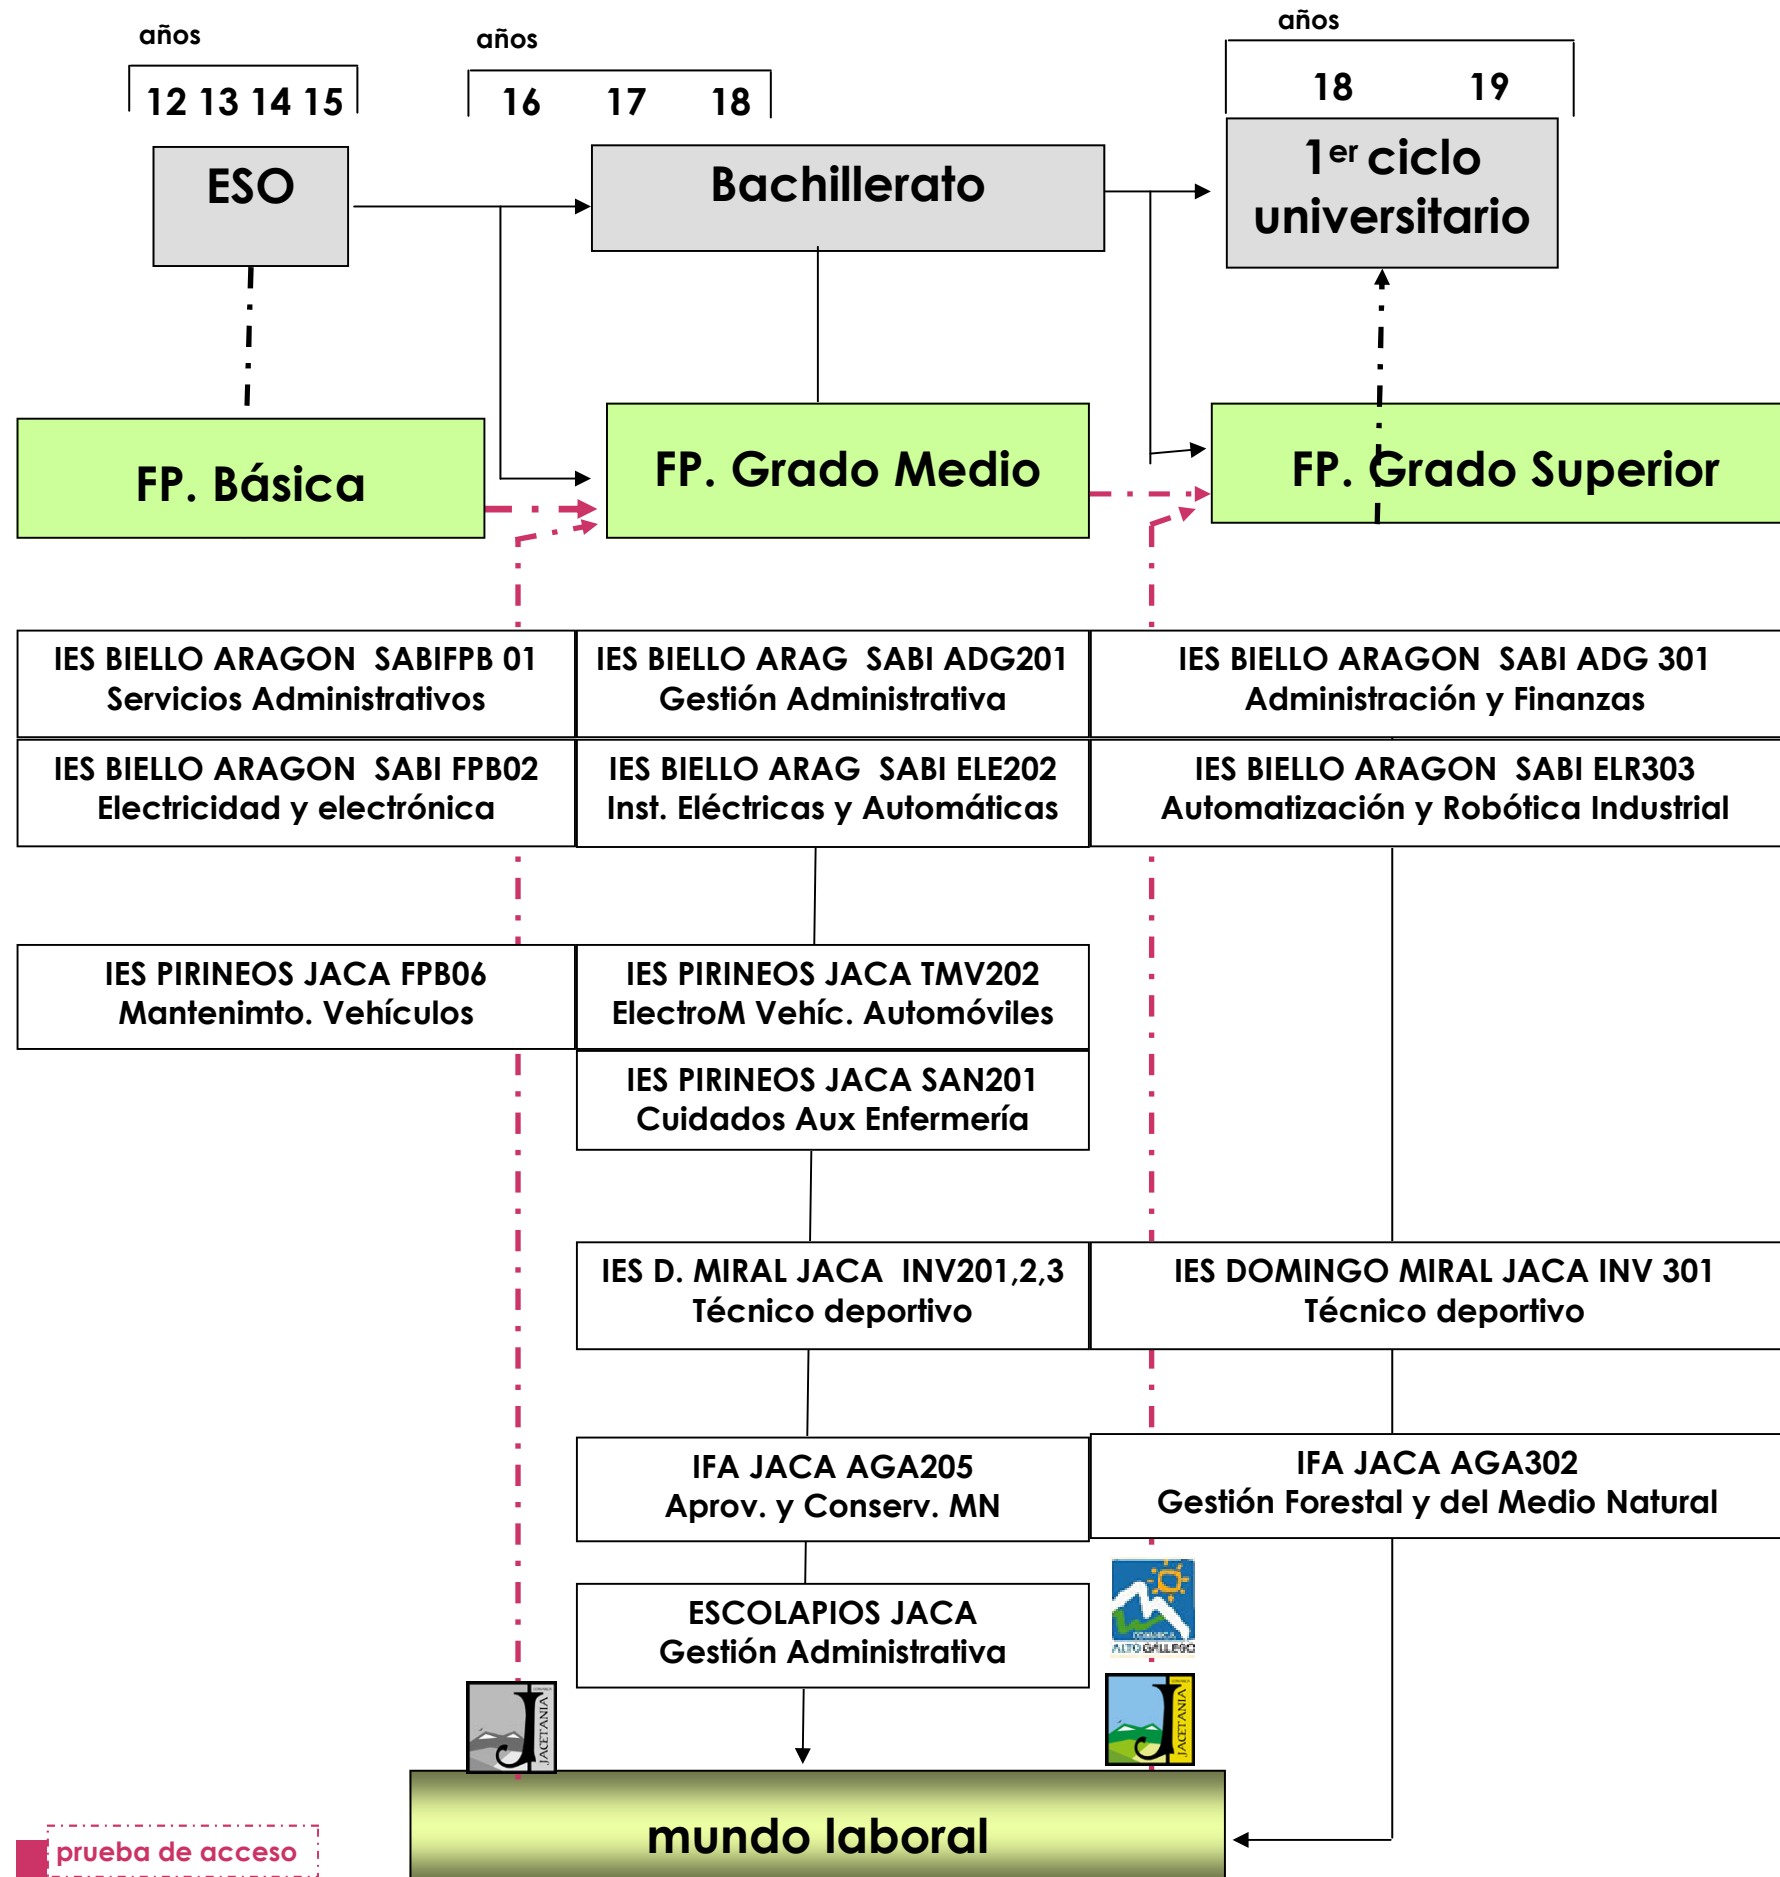 años
12 13 14 15
años
16 17 18
años
18 19
ESO
Bachillerato
1er ciclo
universitario
FP. Básica
FP. Grado Medio
FP. Grado Superior
IES BIELLO ARAGON SABIFPB 01
Servicios Administrativos
IES BIELLO ARAG SABI ADG201
Gestión Administrativa
IES BIELLO ARAGON SABI ADG 301
Administración y Finanzas
IES BIELLO ARAGON SABI FPB02
Electricidad y electrónica
IES BIELLO ARAG SABI ELE202
Inst. Eléctricas y Automáticas
IES BIELLO ARAGON SABI ELR303
Automatización y Robótica Industrial
IES PIRINEOS JACA FPB06
Mantenimto. Vehículos
IES PIRINEOS JACA TMV202
ElectroM Vehíc. Automóviles
IES PIRINEOS JACA SAN201
Cuidados Aux Enfermería
IES D. MIRAL JACA INV201,2,3
Técnico deportivo
IES DOMINGO MIRAL JACA INV 301
Técnico deportivo
IFA JACA AGA205
Aprov. y Conserv. MN
IFA JACA AGA302
Gestión Forestal y del Medio Natural
ESCOLAPIOS JACA
Gestión Administrativa
COMARCA
ALTO GÁLLEGO
J
JACETANIA
J
JACETANIA
mundo laboral
prueba de acceso